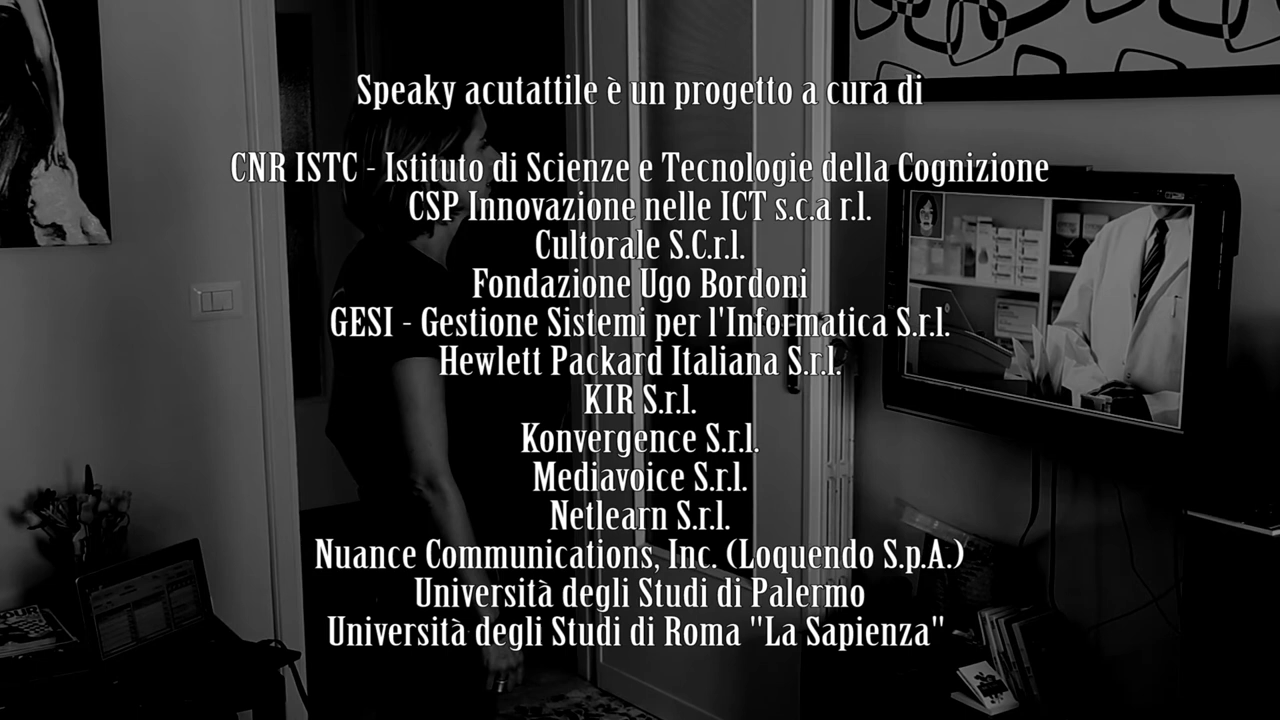 Speaky acutattile è un progetto a cura di
CNR ISTC - Istituto di Scienze e Tecnologie della Cognizione
CSP Innovazione nelle ICT s.c.a r.l.
Cultorale S.C.r.l.
Fondazione Ugo Bordoni
GESI - Gestione Sistemi per l'Informatica S.r.l.
Hewlett Packard Italiana S.r.l.
KIR S.r.l.
Konvergence S.r.l.
Mediavoice S.r.l.
Netlearn S.r.l.
Nuance Communications, Inc. (Loquendo S.p.A.)
Università degli Studi di Palermo
Università degli Studi di Roma "La Sapienza"